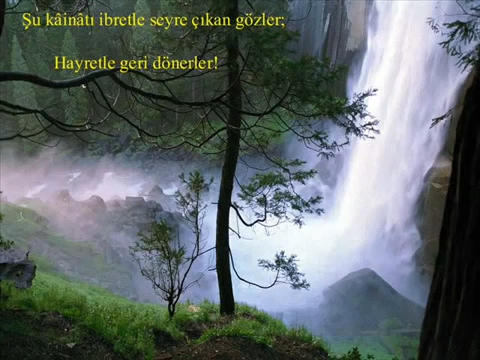 Şu kâinâtı ibretle seyre çıkan gözler;
Hayretle geri dönerler!